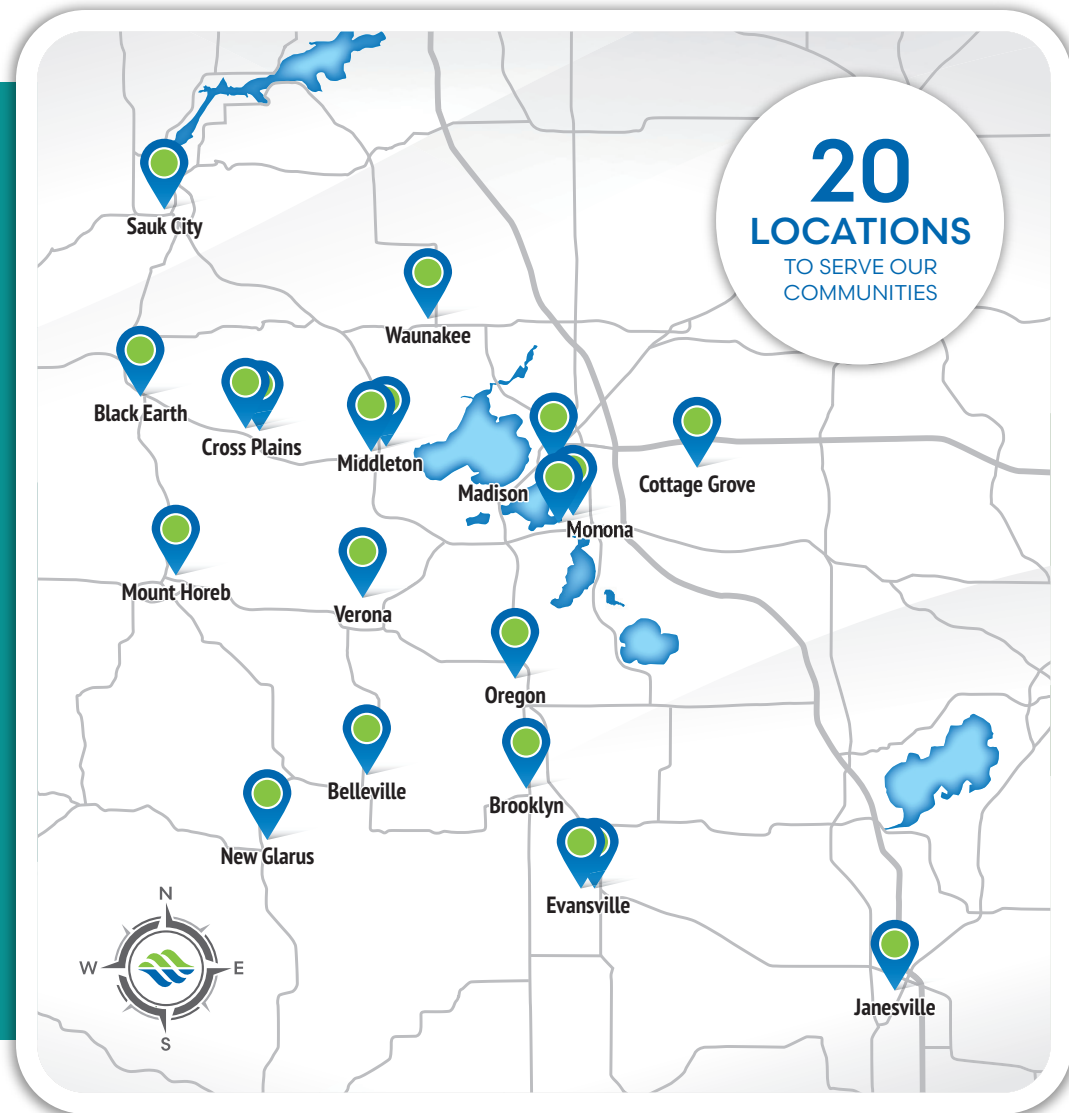 20
LOCATIONS
TO SERVE OUR
COMMUNITIES
Sauk City
Waunakee
Black Earth
Cross Plains
Middleton
Madison
Cottage Grove
Monona
Mount Horeb
Verona
Oregon
Belleville
Brooklyn
New Glarus
Evansville
N
W
E
S
Janesville